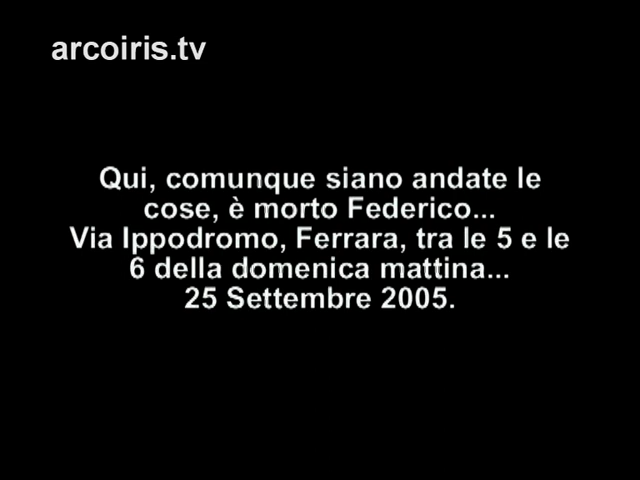 arcoiris.tv
Qui, comunque siano andate le
cose, è morto Federico...
Via Ippodromo, Ferrara, tra le 5 e le
6 della domenica mattina...
25 Settembre 2005.